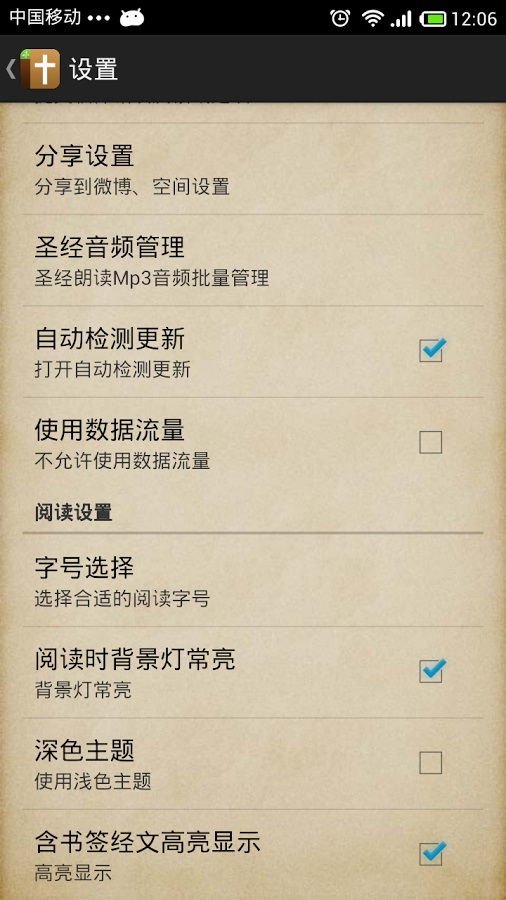 中国移动 ••• 12:06
设置
分享设置
分享到微博、空间设置
圣经音频管理
圣经朗读Mp3音频批量管理
自动检测更新
打开自动检测更新
使用数据流量
不允许使用数据流量
阅读设置
字号选择
选择合适的阅读字号
阅读时背景灯常亮
背景灯常亮
深色主题
使用浅色主题
含书签经文高亮显示
高亮显示